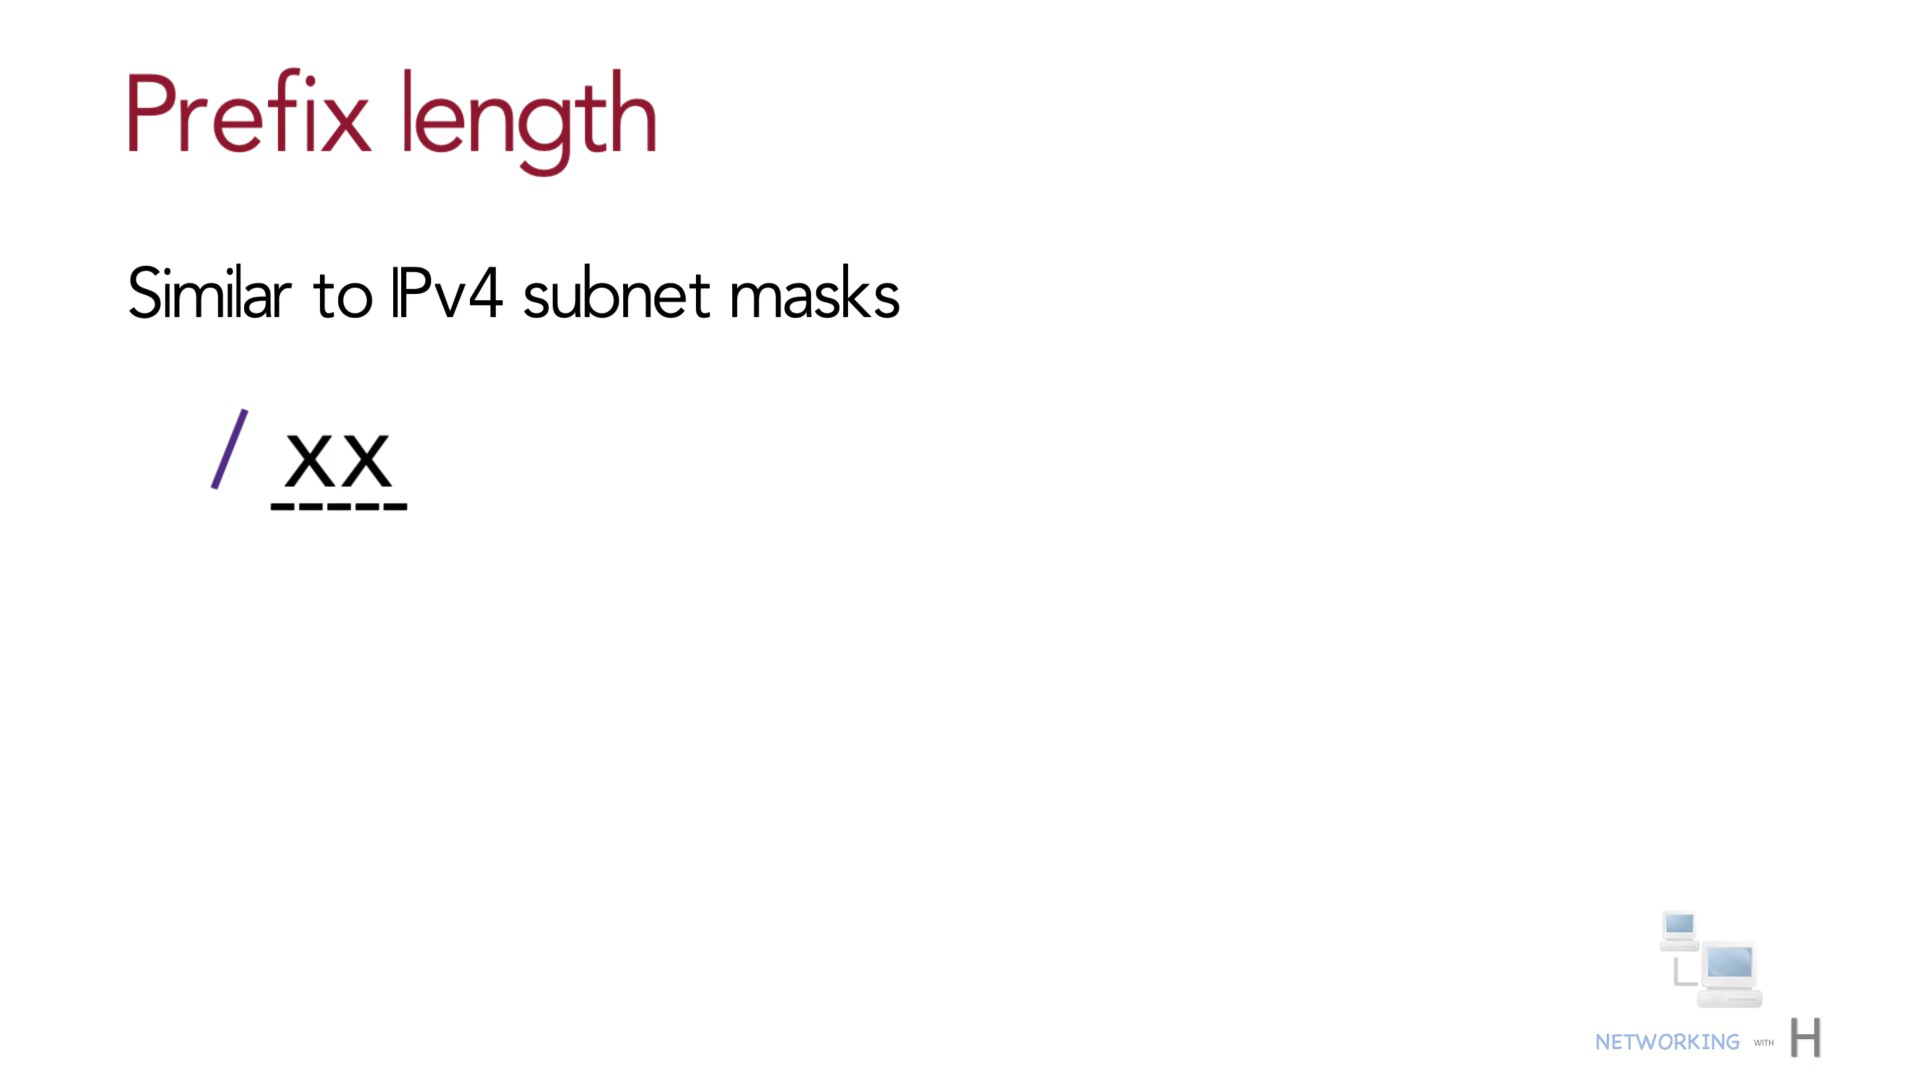 Prefix length
Similar to IPv4 subnet masks
/ xx
NETWORKING WITH H